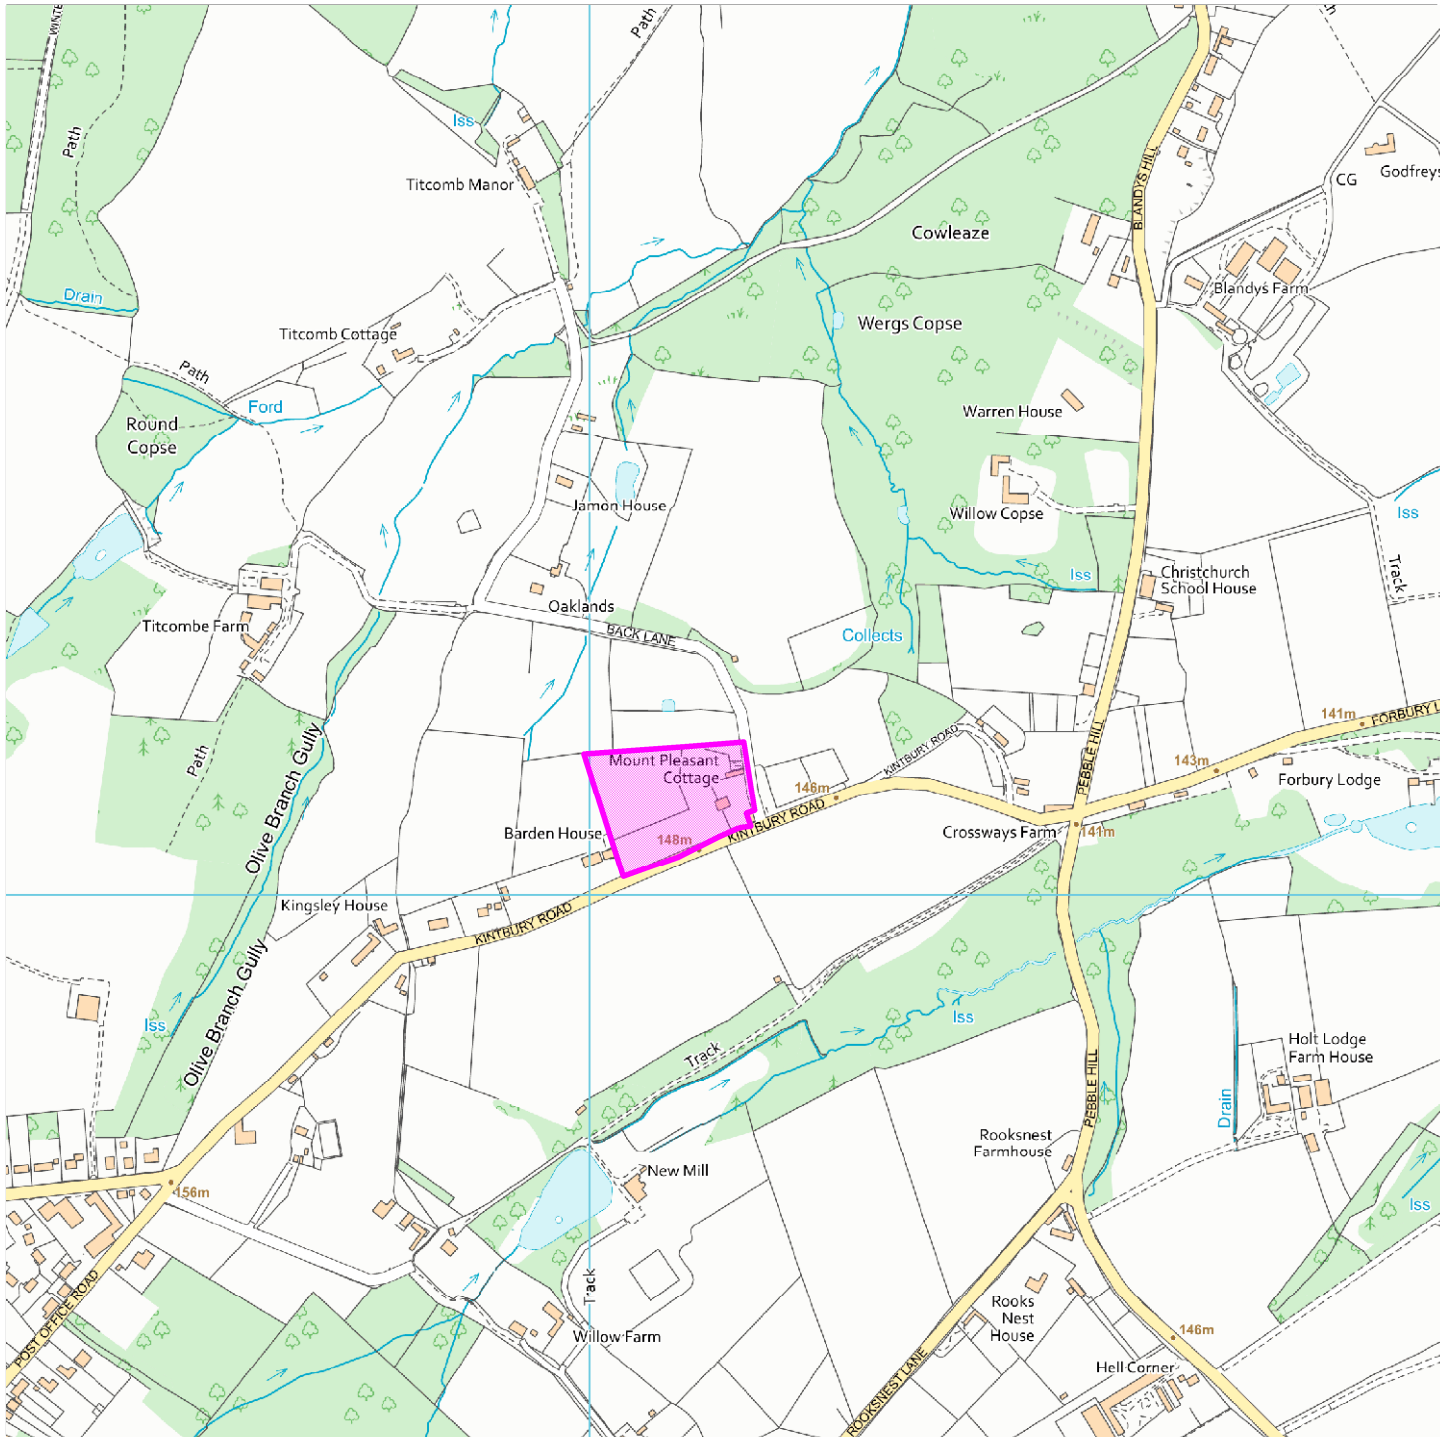 Path
WINTE
Iss
Path
Titcomb Manor
BLANDYS HILL
CG
Godfreys
Cowleaze
Drain
Blandys Farm
Titcomb Cottage
Wergs Copse
Path
Ford
Warren House
Round
Copse
Jamon House
Willow Copse
Iss
Track
Iss
Christchurch
School House
Oaklands
Titcombe Farm
BACK LANE
Collects
Path
Olive Branch Gully
KINTBURY ROAD
PEBBLE HILL
141m
FORBURY L
Mount Pleasant
Cottage
143m
146m
Forbury Lodge
Barden House
148m
KINTBURY ROAD
Crossways Farm
141m
Kingsley House
KINTBURY ROAD
Olive Branch Gully
Iss
Iss
Track
Holt Lodge
Farm House
PEBBLE HILL
Drain
Rooksnest
Farmhouse
New Mill
156m
Iss
POST OFFICE ROAD
Track
Rooks
Nest
House
Willow Farm
146m
Hell Corner
ROOKSNEST LANE